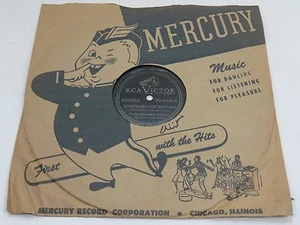 MERCURY
Music
FOR DANCING
FOR LISTENING
FOR PLEASURE
RCA VICTOR
First
with the Hits
MERCURY RECORD CORPORATION • CHICAGO, ILLINOIS